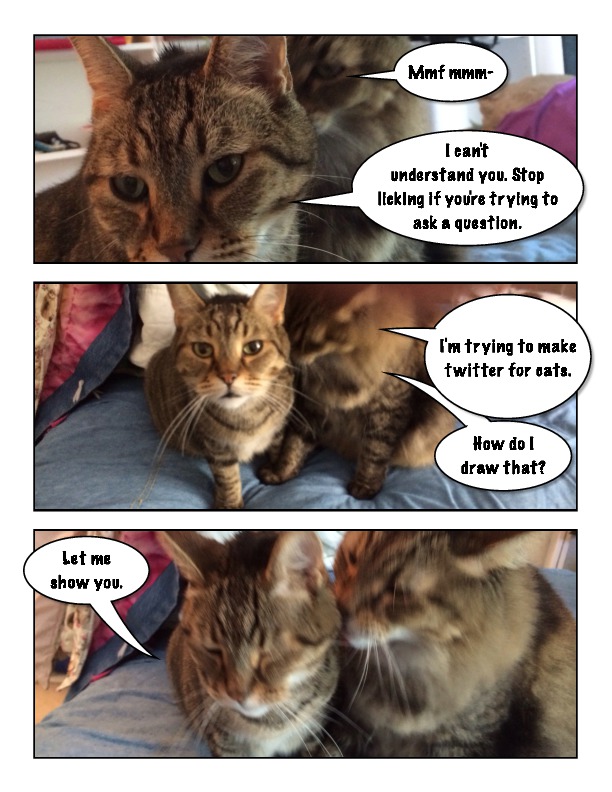 Mmf mmm-
I can't
understand you. Stop
licking if you're trying to
ask a question.
I'm trying to make
twitter for cats.
How do I
draw that?
Let me
show you.